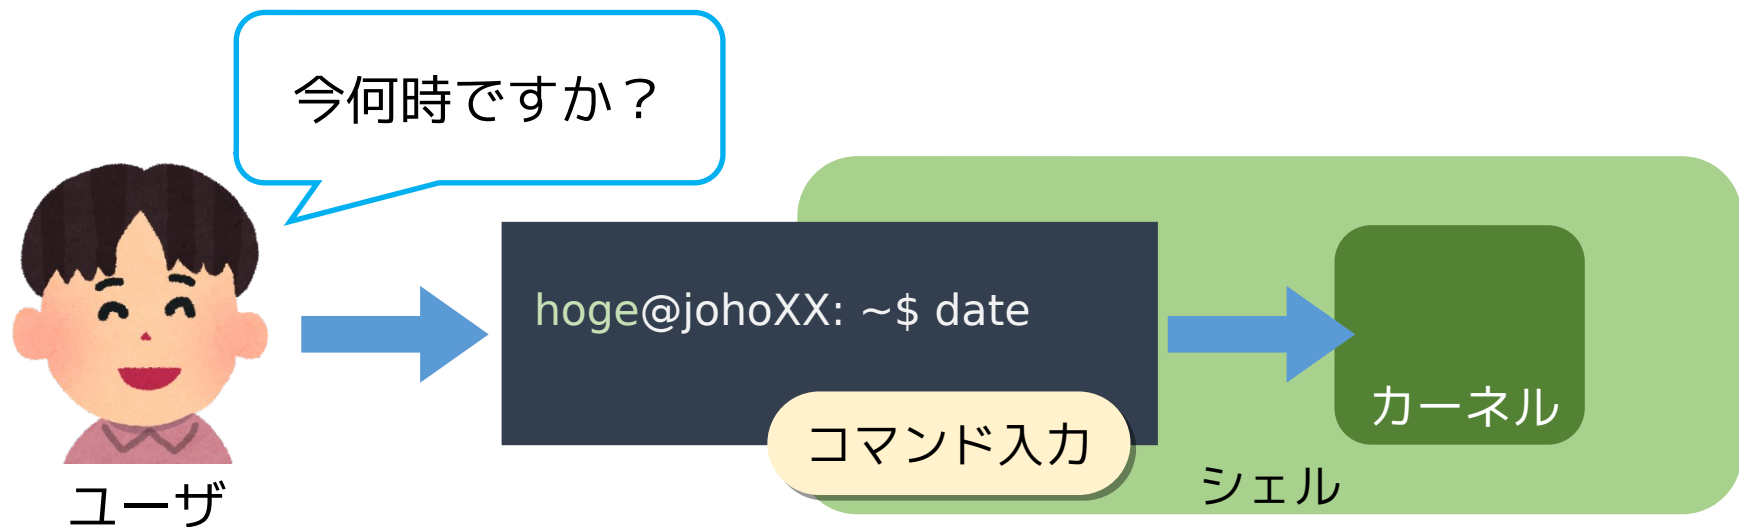 今何時ですか？
hoge@johoXX: ~$ date
コマンド入力
カーネル
シェル
ユーザ